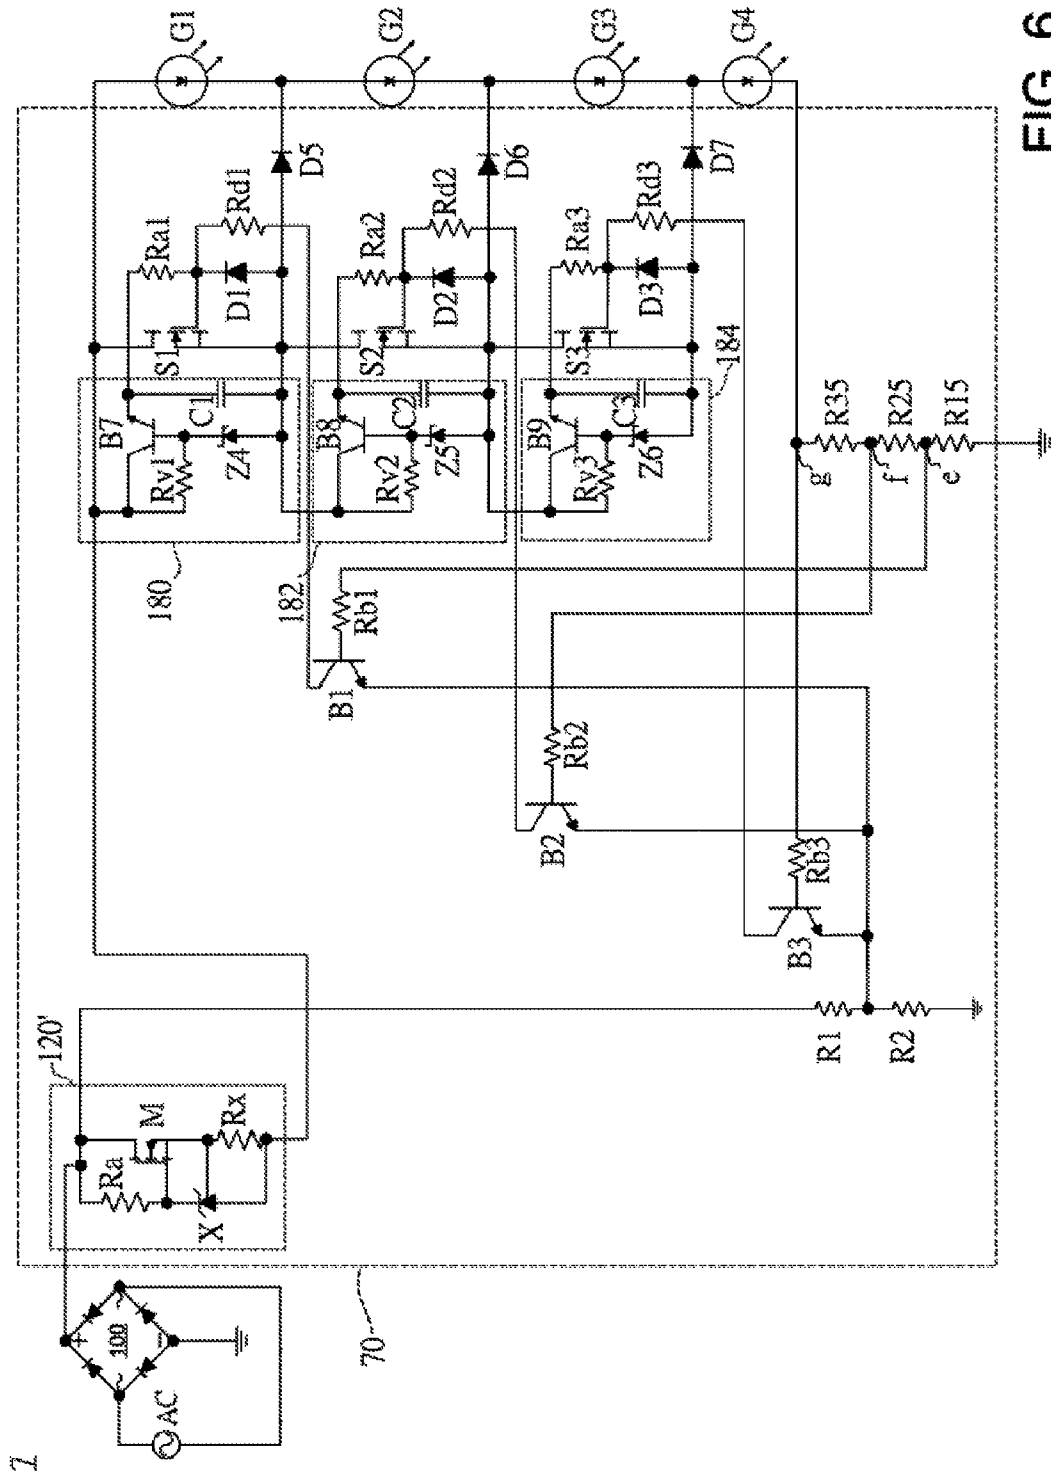 AC
100
+
~
~
−
70
120'
Ra
M
X
Rx
R1
R2
B1
Rb1
B2
Rb2
B3
Rb3
180
182
184
B7
Rv1
C1
Z4
B8
Rv2
C2
Z5
B9
Rv3
C3
Z6
S1
Ra1
D1
Rd1
D5
S2
Ra2
D2
Rd2
D6
S3
Ra3
D3
Rd3
D7
G1
G2
G3
G4
g
R35
f
R25
e
R15
FIG. 6